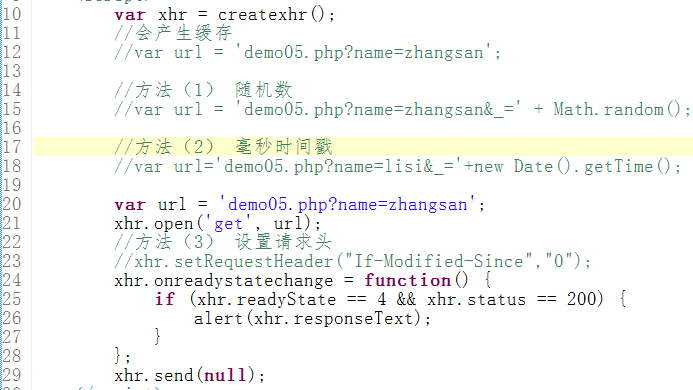 10 var xhr = createxhr();
11 //会产生缓存
12 //var url = 'demo05.php?name=zhangsan';
13
14 //方法（1） 随机数
15 //var url = 'demo05.php?name=zhangsan&_=' + Math.random();
16
17 //方法（2） 毫秒时间戳
18 //var url='demo05.php?name=lisi&_='+new Date().getTime();
19
20 var url = 'demo05.php?name=zhangsan';
21 xhr.open('get', url);
22 //方法（3） 设置请求头
23 //xhr.setRequestHeader("If-Modified-Since","0");
24 xhr.onreadystatechange = function() {
25 if (xhr.readyState == 4 && xhr.status == 200) {
26 alert(xhr.responseText);
27 }
28 };
29 xhr.send(null);